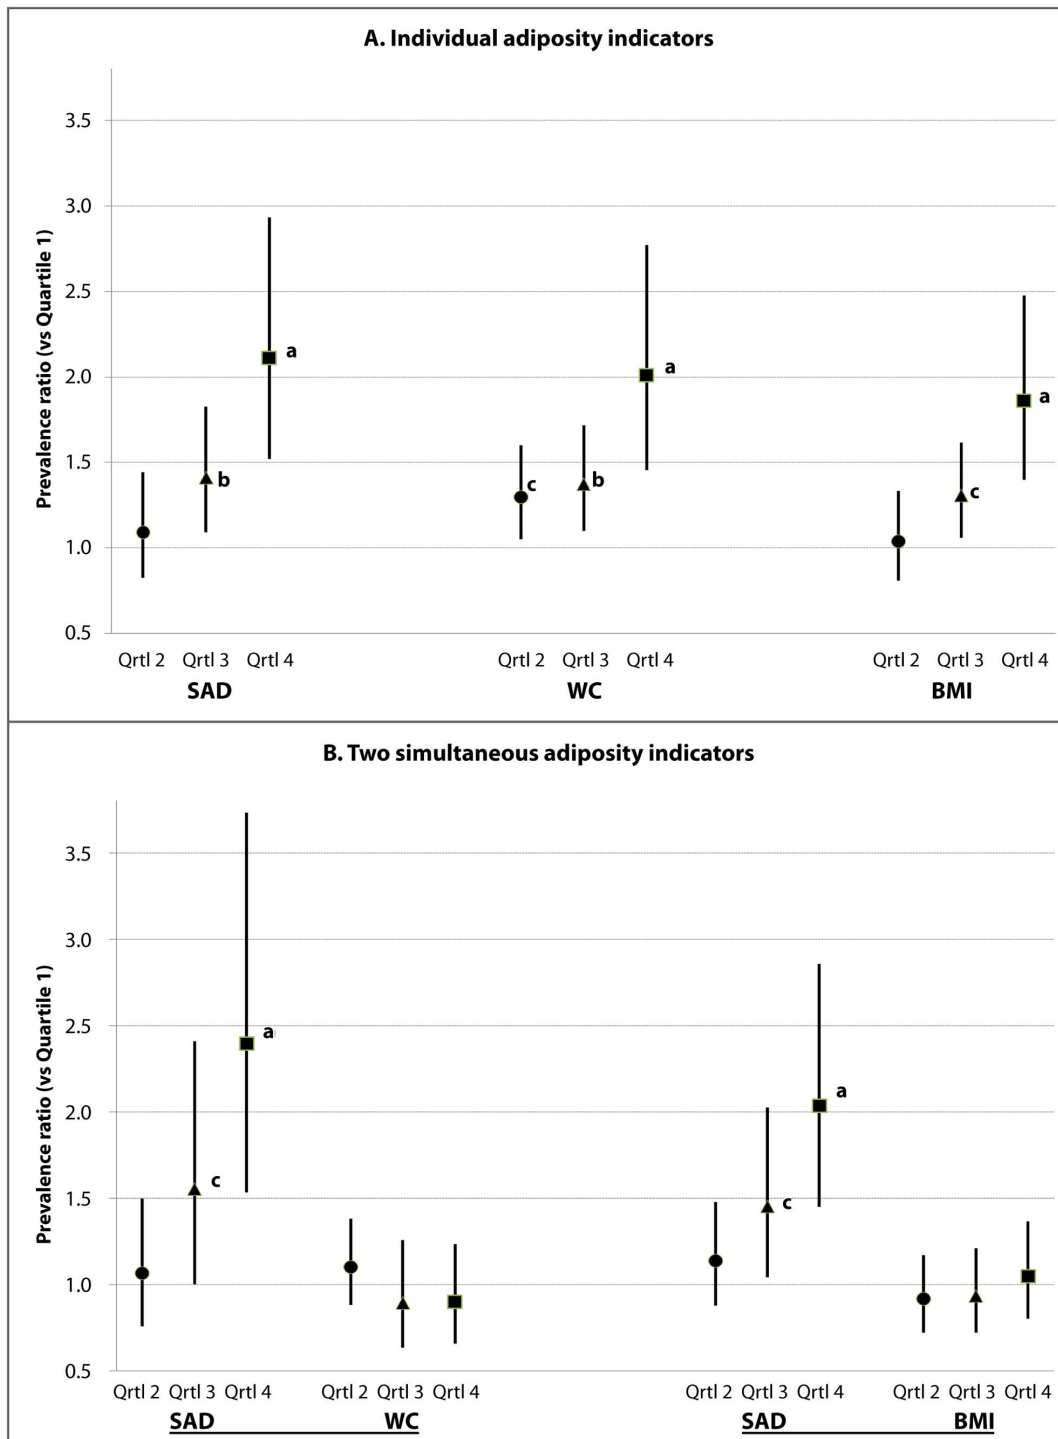 A. Individual adiposity indicators
Prevalence ratio (vs Quartile 1)
3.5
3.0
2.5
2.0
1.5
1.0
0.5
a
b
a
c
b
a
c
Qrtl 2 Qrtl 3 Qrtl 4 Qrtl 2 Qrtl 3 Qrtl 4 Qrtl 2 Qrtl 3 Qrtl 4
SAD WC BMI
B. Two simultaneous adiposity indicators
Prevalence ratio (vs Quartile 1)
3.5
3.0
2.5
2.0
1.5
1.0
0.5
a
c
a
c
Qrtl 2 Qrtl 3 Qrtl 4 Qrtl 2 Qrtl 3 Qrtl 4 Qrtl 2 Qrtl 3 Qrtl 4 Qrtl 2 Qrtl 3 Qrtl 4
SAD WC SAD BMI